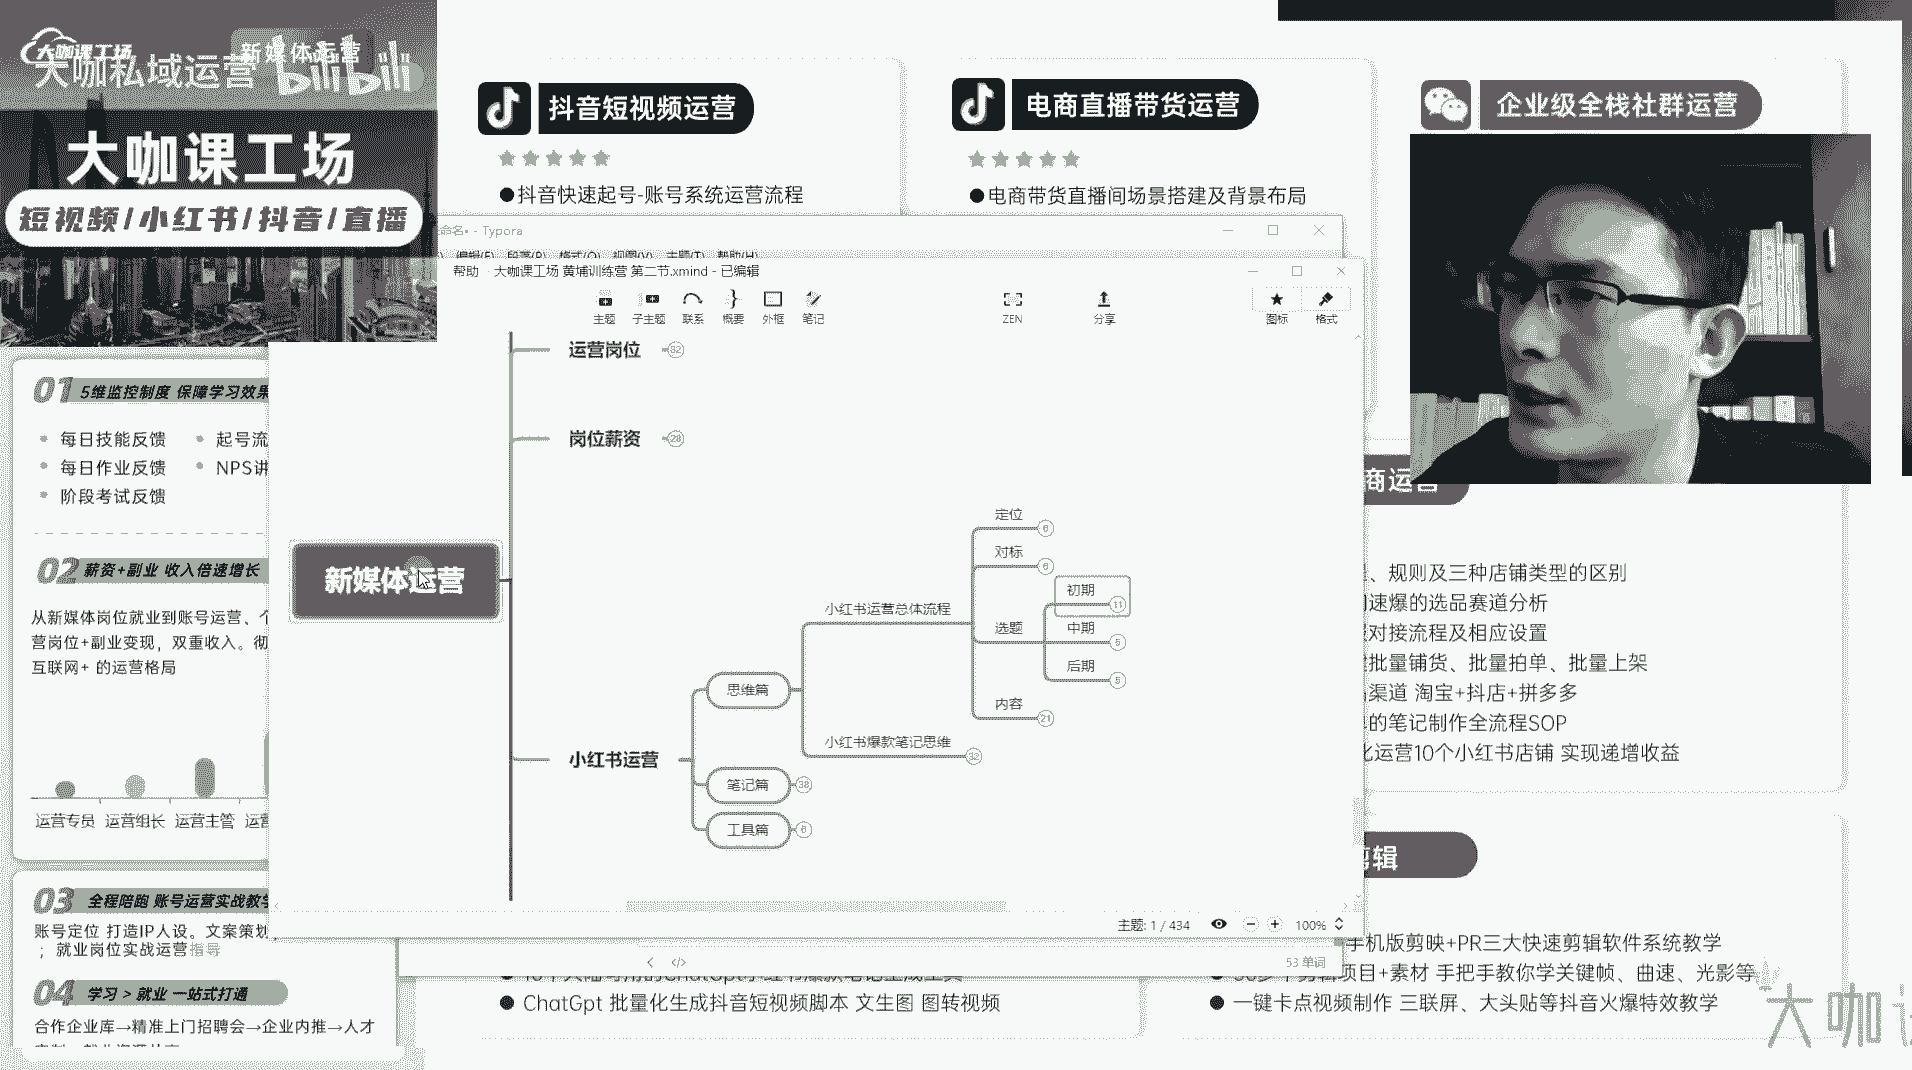 大咖课工场
新媒体运营
大咖私域运营
bilibili
大咖课工场
短视频/小红书/抖音/直播
抖音短视频运营
●抖音快速起号-账号系统运营流程
电商直播带货运营
●电商带货直播间场景搭建及背景布局
企业级全栈社群运营
Typora
帮助
大咖课工场 黄埔训练营 第二节.xmind - 已编辑
主题
子主题
联系
概要
外框
笔记
ZEN
分享
图标
格式
运营岗位
82
岗位薪资
28
新媒体运营
小红书运营
思维篇
小红书运营总体流程
定位
6
对标
6
选题
初期
11
中期
5
后期
5
内容
21
小红书爆款笔记思维
32
笔记篇
38
工具篇
6
主题: 1 / 434
100%
53 单词
01
5维监控制度 保障学习效果
每日技能反馈
起号流
每日作业反馈
NPS讲
阶段考试反馈
02
薪资+副业 收入倍速增长
从新媒体岗位就业到账号运营、个
营岗位+副业变现，双重收入。彻
互联网+ 的运营格局
运营专员
运营组长
运营主管
运营
03
全程陪跑 账号运营实战教学
账号定位 打造IP人设。文案策划
；就业岗位实战运营指导
04
学习 > 就业 一站式打通
合作企业库→精准上门招聘会→企业内推→人才
商运营
、规则及三种店铺类型的区别
速爆的选品赛道分析
对接流程及相应设置
批量铺货、批量拍单、批量上架
渠道 淘宝+抖店+拼多多
的笔记制作全流程SOP
化运营10个小红书店铺 实现递增收益
剪辑
手机版剪映+PR三大快速剪辑软件系统教学
项目+素材 手把手教你学关键帧、曲速、光影等
● 一键卡点视频制作 三联屏、大头贴等抖音火爆特效教学
● ChatGpt 批量化生成抖音短视频脚本 文生图 图转视频
大咖